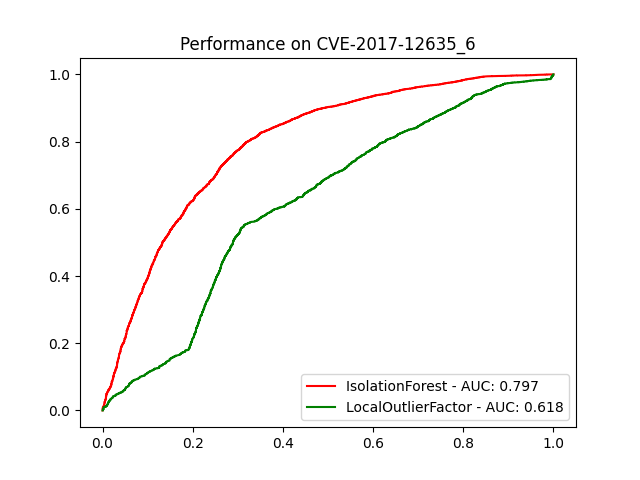 Performance on CVE-2017-12635_6
1.0
0.8
0.6
0.4
0.2
0.0
IsolationForest - AUC: 0.797
LocalOutlierFactor - AUC: 0.618
0.0 0.2 0.4 0.6 0.8 1.0